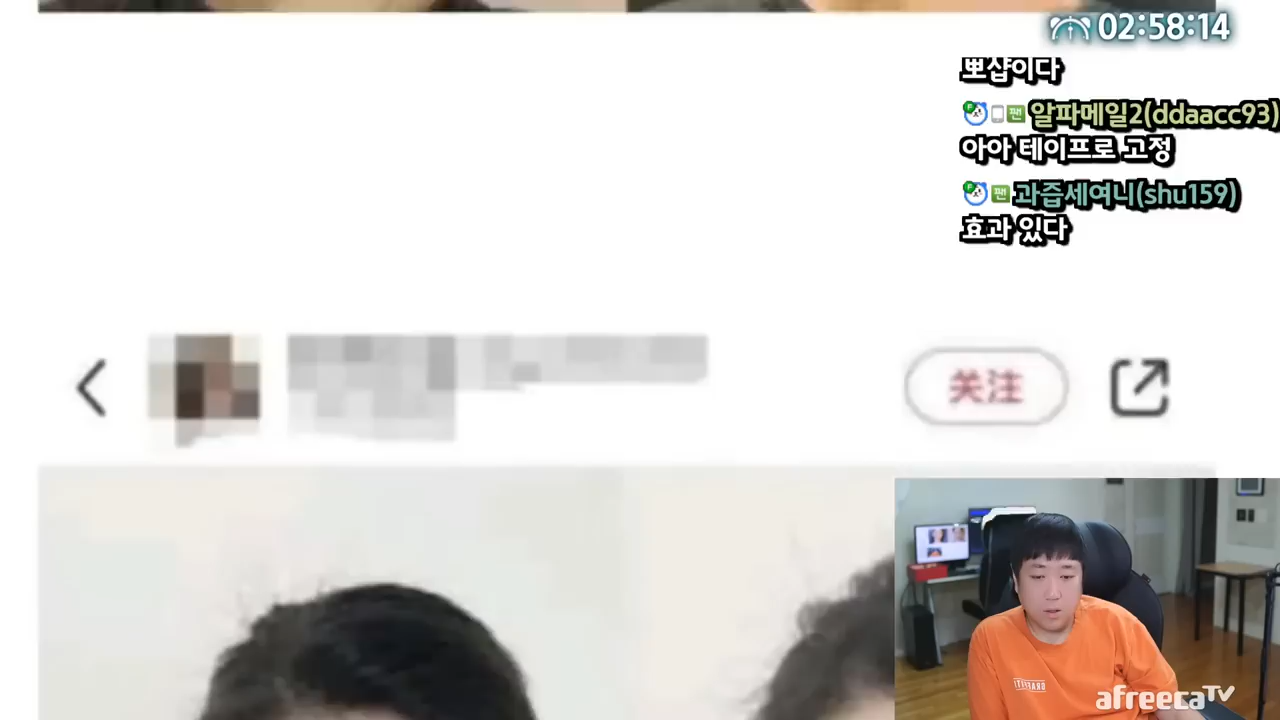 02:58:14
뽀샵이다
알파메일2(ddaacc93)
아아 테이프로 고정
과즙세여니(shu159)
효과 있다
关注
afreecaTV